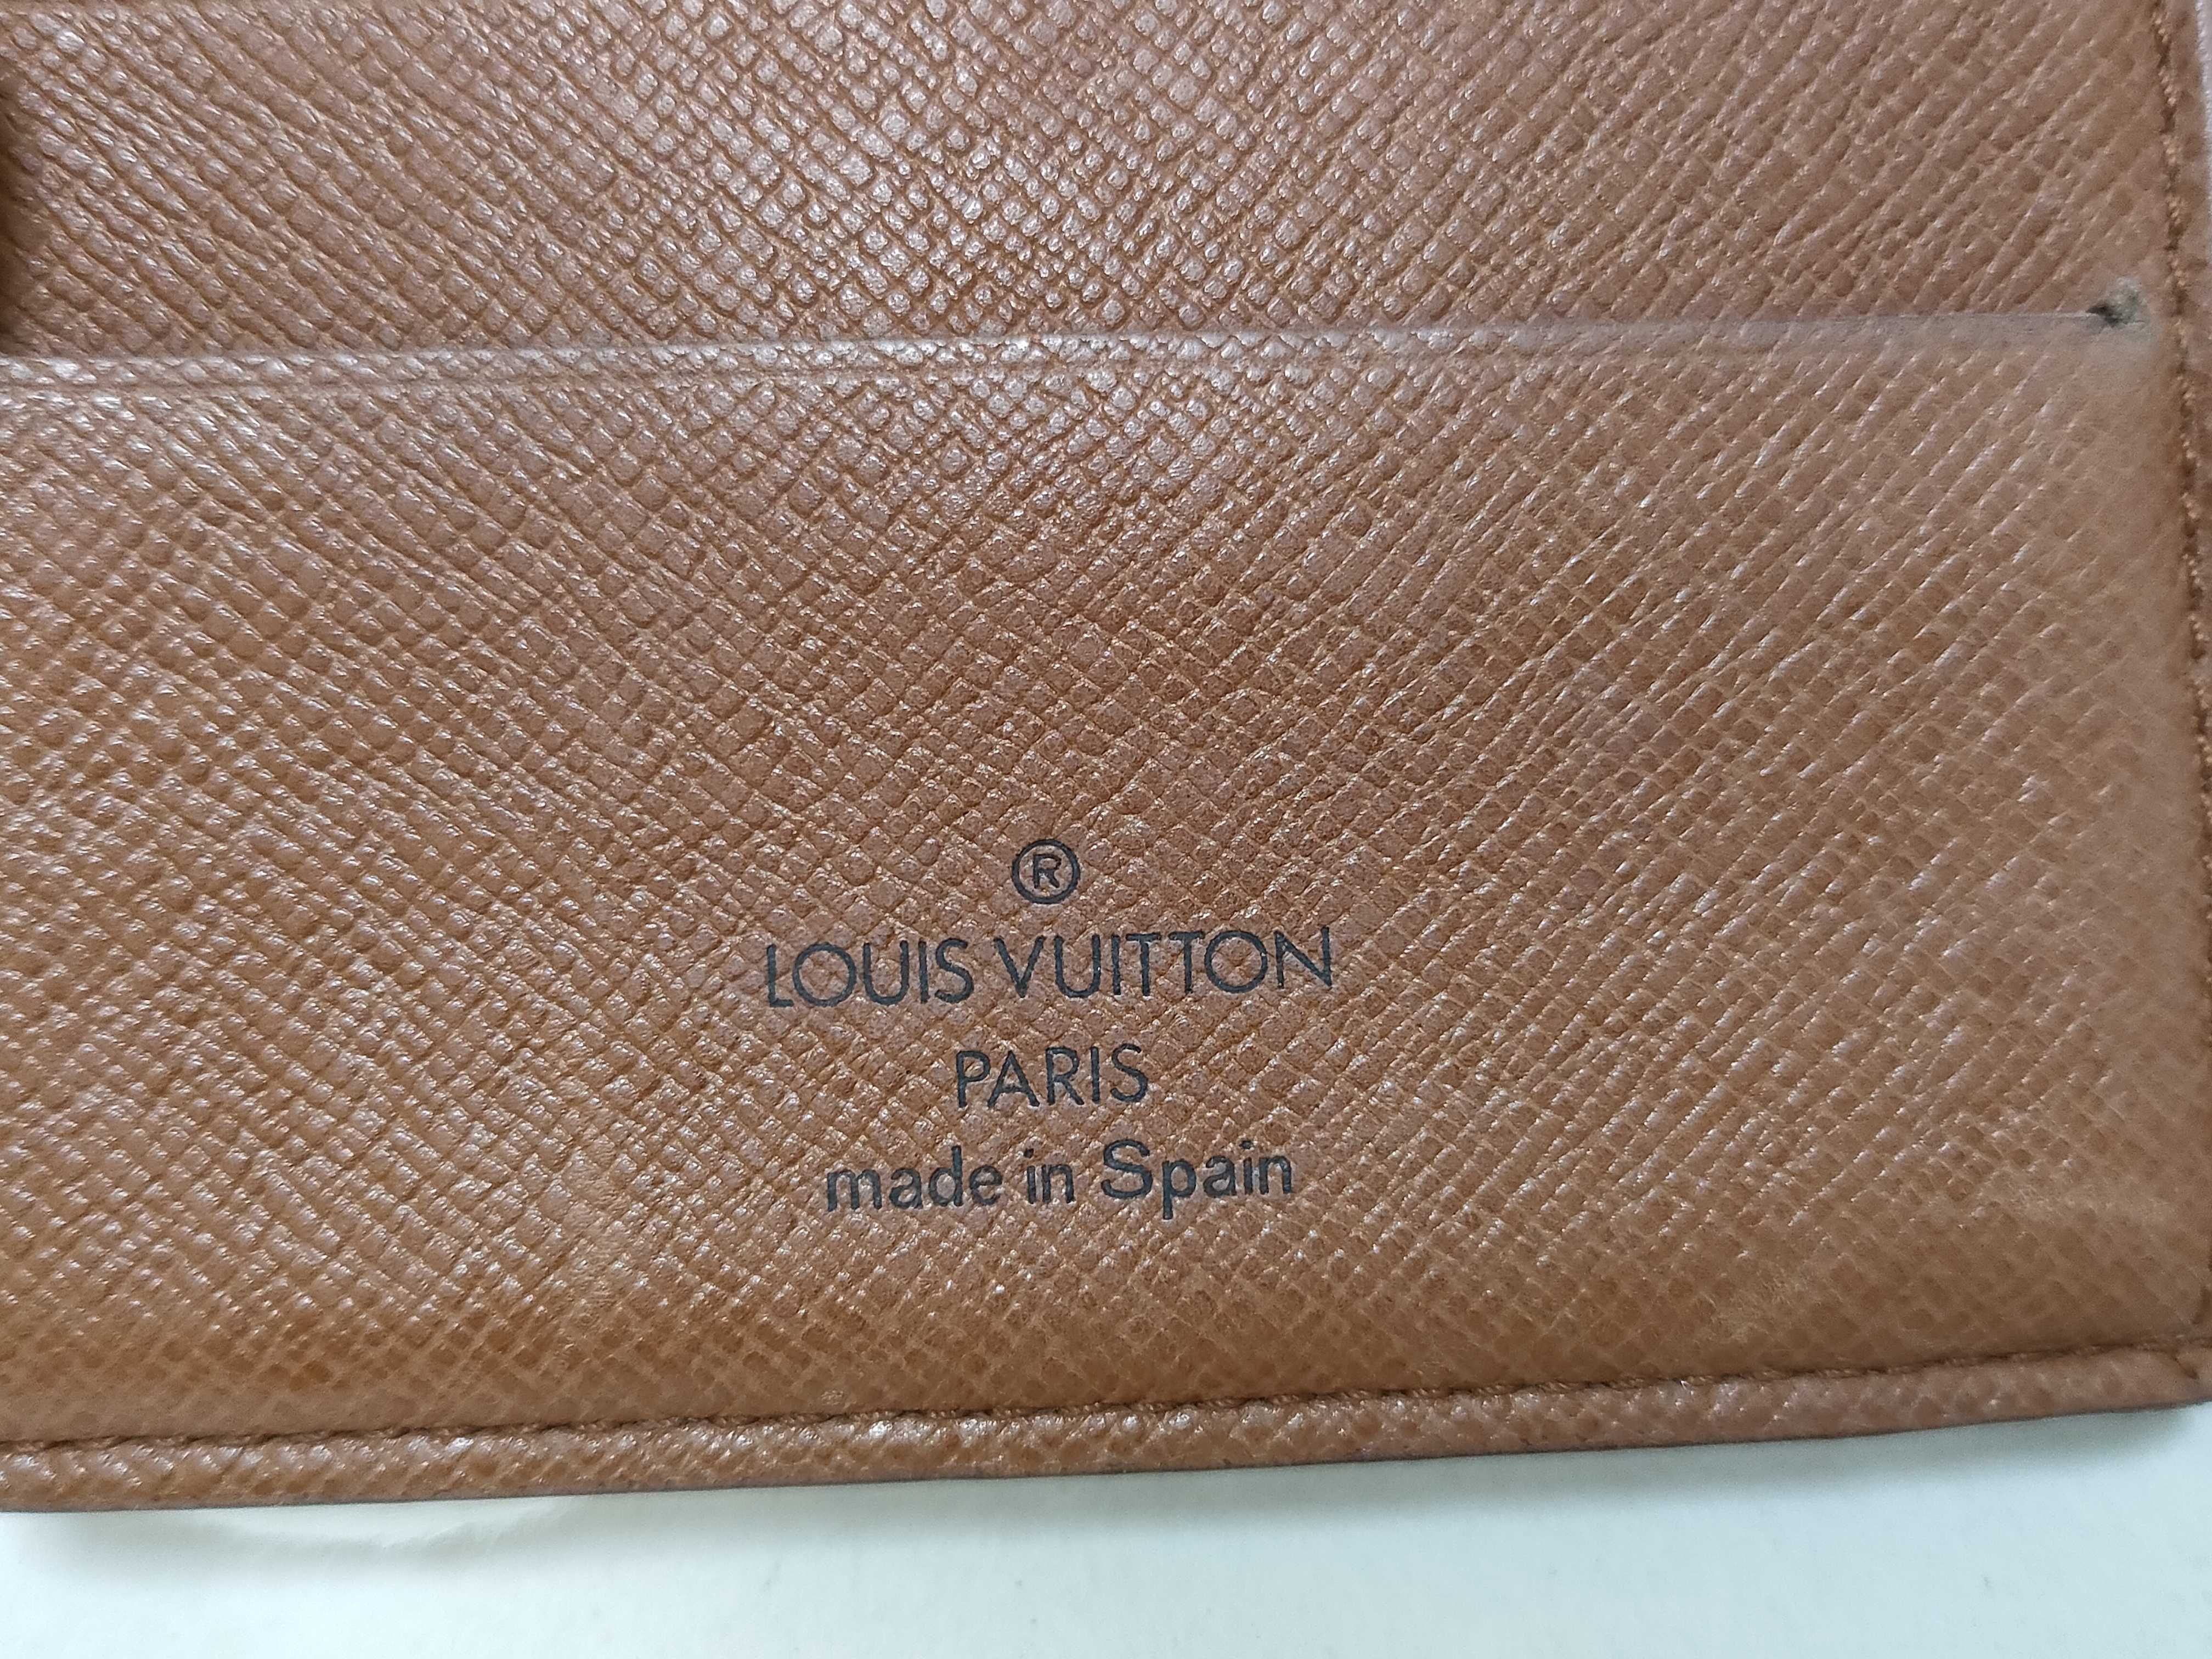 ®
LOUIS VUITTON
PARIS
made in Spain